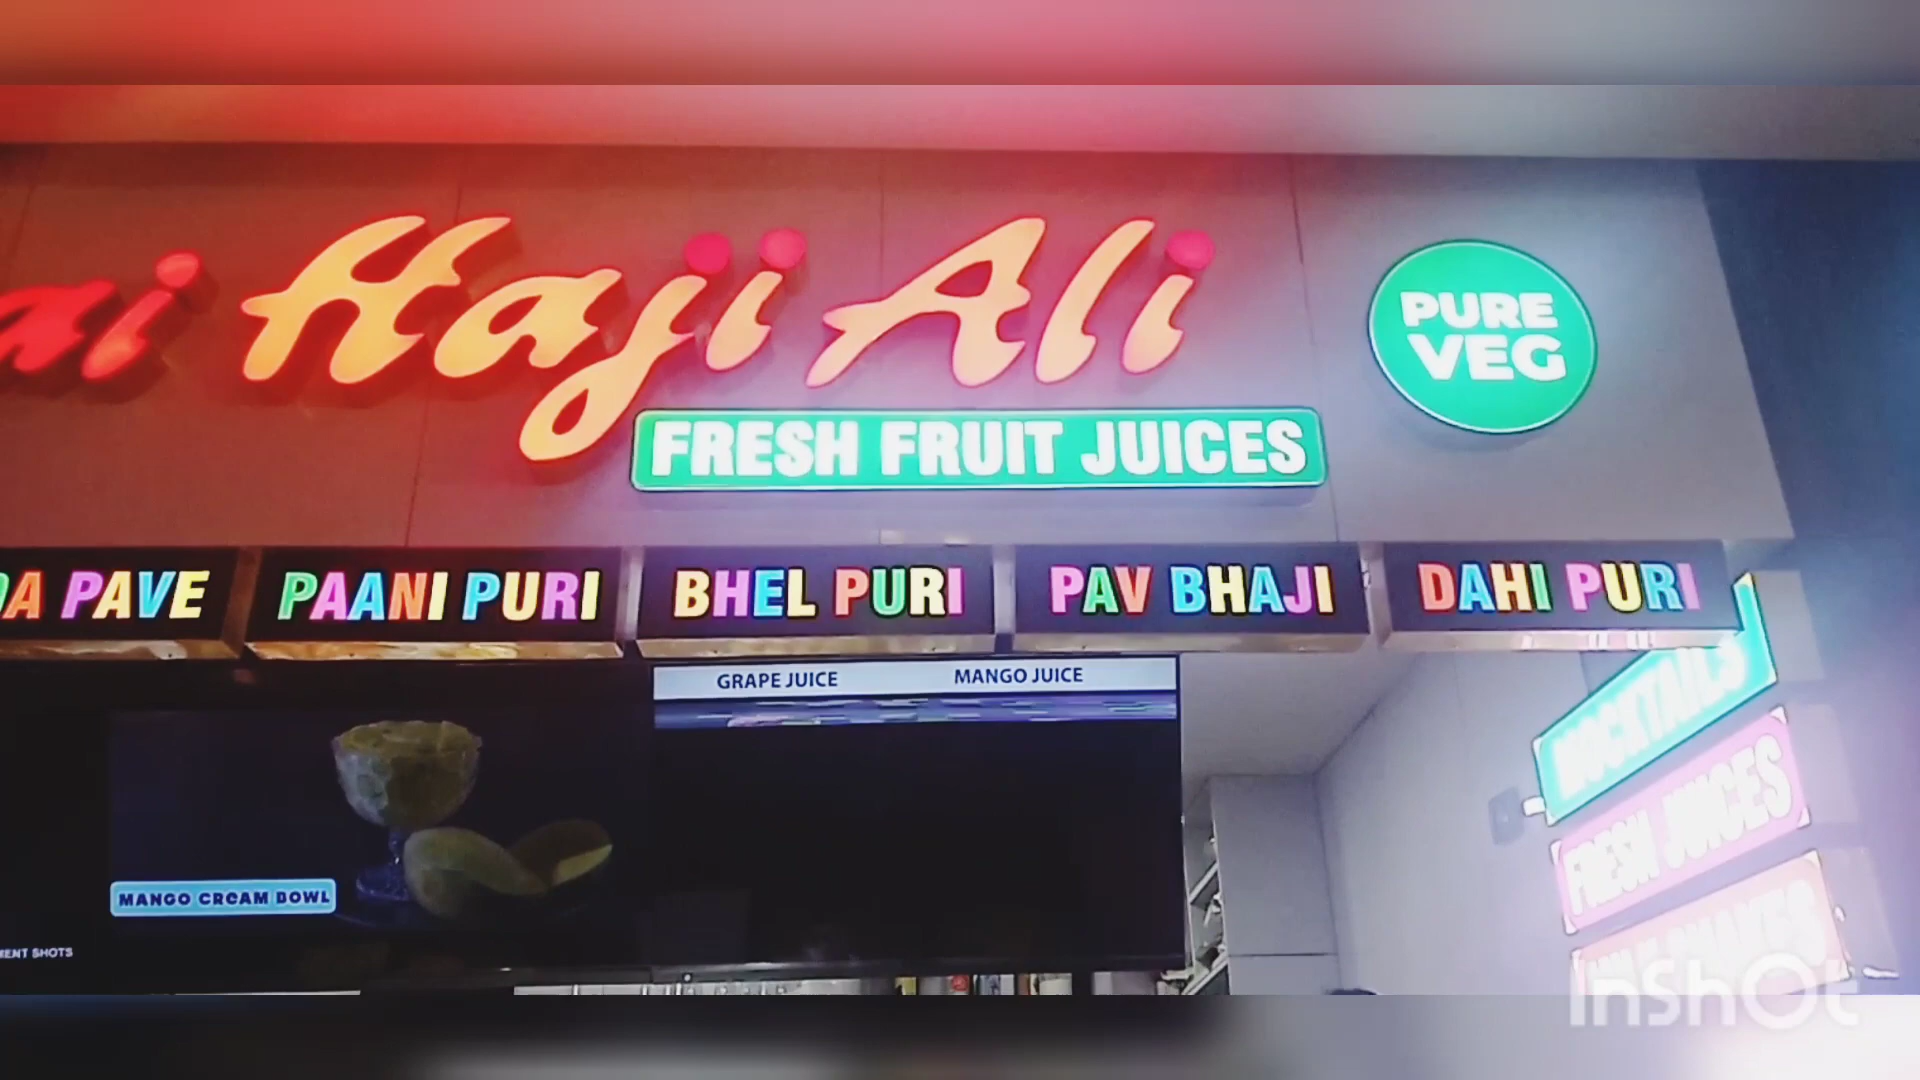 ai Haji Ali
PURE
VEG
FRESH FRUIT JUICES
DA PAVE
PAANI PURI
BHEL PURI
PAV BHAJI
DAHI PURI
GRAPE JUICE
MANGO JUICE
MOCKTAILS
FRESH JUICES
MANGO CREAM BOWL
MENT SHOTS
InShOt